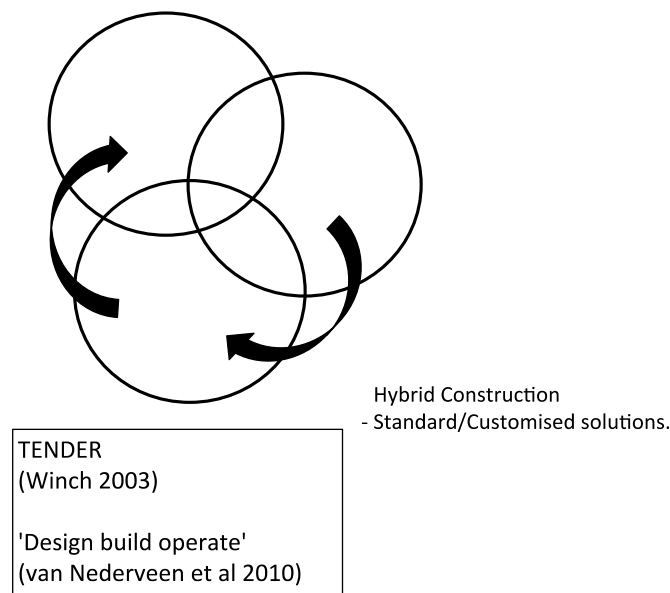 Hybrid Construction
- Standard/Customised solutions.
TENDER
(Winch 2003)
'Design build operate'
(van Nederveen et al 2010)